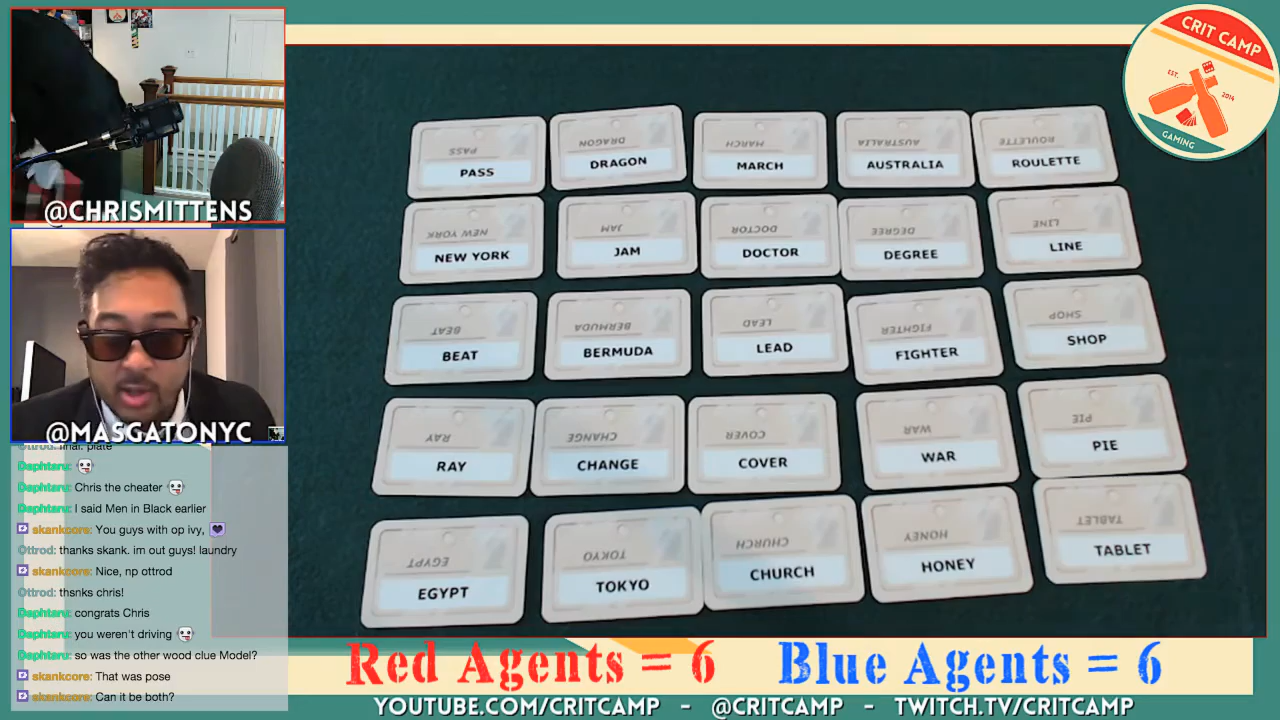 @CHRISMITTENS
@MASGATONYC
Ottrod: final. plate
Daphtaru:
Daphtaru: Chris the cheater
Daphtaru: I said Men in Black earlier
skankcore: You guys with op ivy,
Ottrod: thanks skank. im out guys! laundry
skankcore: Nice, np ottrod
Ottrod: thsnks chris!
Daphtaru: congrats Chris
Daphtaru: you weren't driving
Daphtaru: so was the other wood clue Model?
skankcore: That was pose
skankcore: Can it be both?
CRIT CAMP
EST. 2014
GAMING
PASS DRAGON MARCH AUSTRALIA ROULETTE
PASS DRAGON MARCH AUSTRALIA ROULETTE
NEW YORK JAM DOCTOR DEGREE LINE
NEW YORK JAM DOCTOR DEGREE LINE
BEAT BERMUDA LEAD FIGHTER SHOP
BEAT BERMUDA LEAD FIGHTER SHOP
RAY CHANGE COVER WAR PIE
RAY CHANGE COVER WAR PIE
EGYPT TOKYO CHURCH HONEY TABLET
EGYPT TOKYO CHURCH HONEY TABLET
Red Agents = 6 Blue Agents = 6
YOUTUBE.COM/CRITCAMP - @CRITCAMP - TWITCH.TV/CRITCAMP